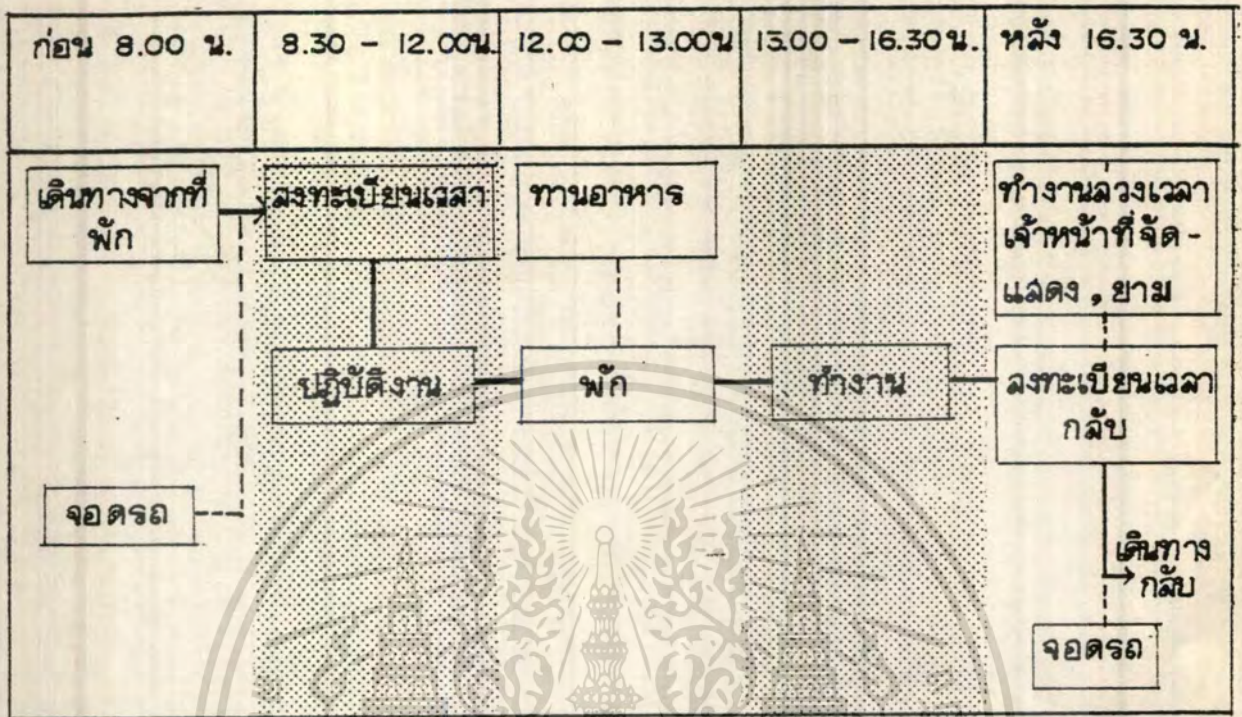 ก่อน 8.00 น.
8.30 - 12.00น.
12.00 - 13.00น
13.00 - 16.30น.
หลัง 16.30 น.
เดินทางจากที่
พัก
ลงทะเบียนเวลา
ทานอาหาร
ทำงานลวงเวลา
เจ้าหน้าที่จัด -
แสดง , ยาม
ปฏิบัติงาน
พัก
ทำงาน
ลงทะเบียนเวลา
กลับ
จอดรถ
เดินทาง
กลับ
จอดรถ